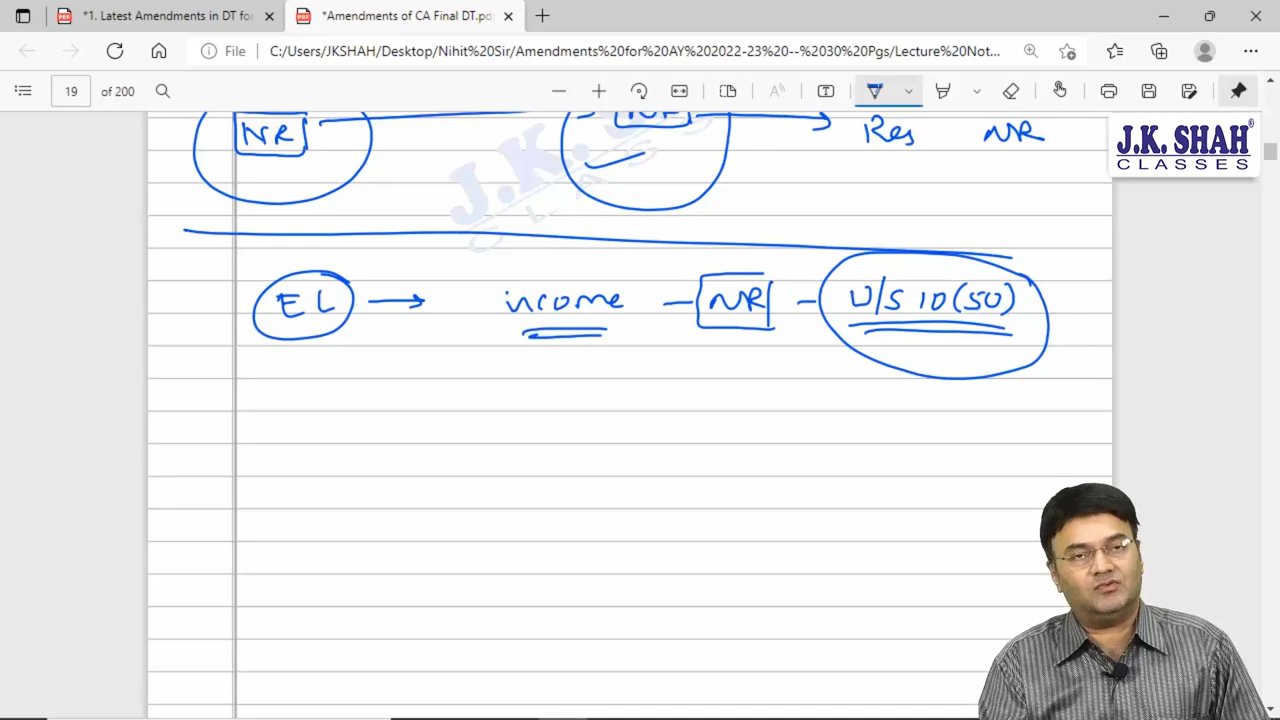 *1. Latest Amendments in DT for
*Amendments of CA Final DT.pdf
File
C:/Users/JKSHAH/Desktop/Nihit%20Sir/Amendments%20for%20AY%202022-23%20--%2030%20Pgs/Lecture%20Not...
19 of 200
NR
NR
Res NR
J.K. SHAH®
CLASSES
EL → income – NR – U/S 10(50)